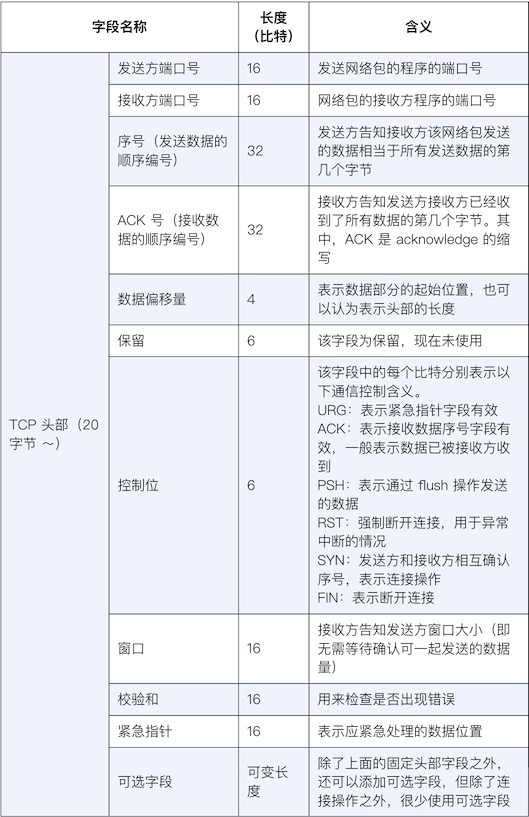 字段名称
长度
（比特）
含义
TCP 头部（20
字节 ～）
发送方端口号
16
发送网络包的程序的端口号
接收方端口号
16
网络包的接收方程序的端口号
序号（发送数据的
顺序编号）
32
发送方告知接收方该网络包发送
的数据相当于所有发送数据的第
几个字节
ACK 号（接收数
据的顺序编号）
32
接收方告知发送方接收方已经收
到了所有数据的第几个字节。其
中，ACK 是 acknowledge 的缩
写
数据偏移量
4
表示数据部分的起始位置，也可
以认为表示头部的长度
保留
6
该字段为保留，现在未使用
控制位
6
该字段中的每个比特分别表示以
下通信控制含义。
URG：表示紧急指针字段有效
ACK：表示接收数据序号字段有
效，一般表示数据已被接收方收
到
PSH：表示通过 flush 操作发送
的数据
RST：强制断开连接，用于异常
中断的情况
SYN：发送方和接收方相互确认
序号，表示连接操作
FIN：表示断开连接
窗口
16
接收方告知发送方窗口大小（即
无需等待确认可一起发送的数据
量）
校验和
16
用来检查是否出现错误
紧急指针
16
表示应紧急处理的数据位置
可选字段
可变长
度
除了上面的固定头部字段之外，
还可以添加可选字段，但除了连
接操作之外，很少使用可选字段